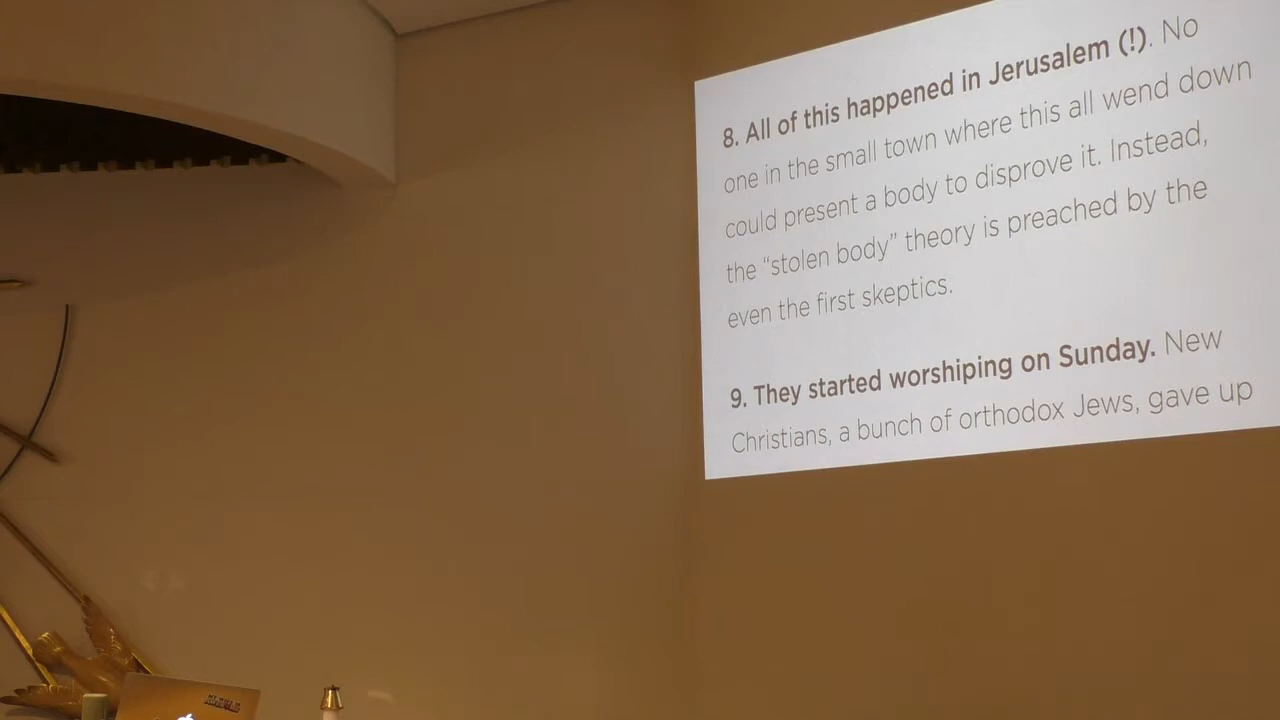 8. All of this happened in Jerusalem (!). No
one in the small town where this all wend down
could present a body to disprove it. Instead,
the “stolen body” theory is preached by the
even the first skeptics.
9. They started worshiping on Sunday. New
Christians, a bunch of orthodox Jews, gave up